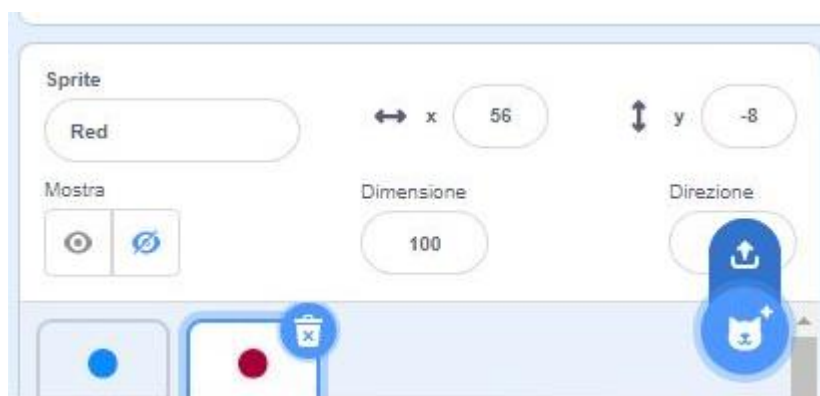 Sprite
Red
x 56
y -8
Mostra
Dimensione
Direzione
100